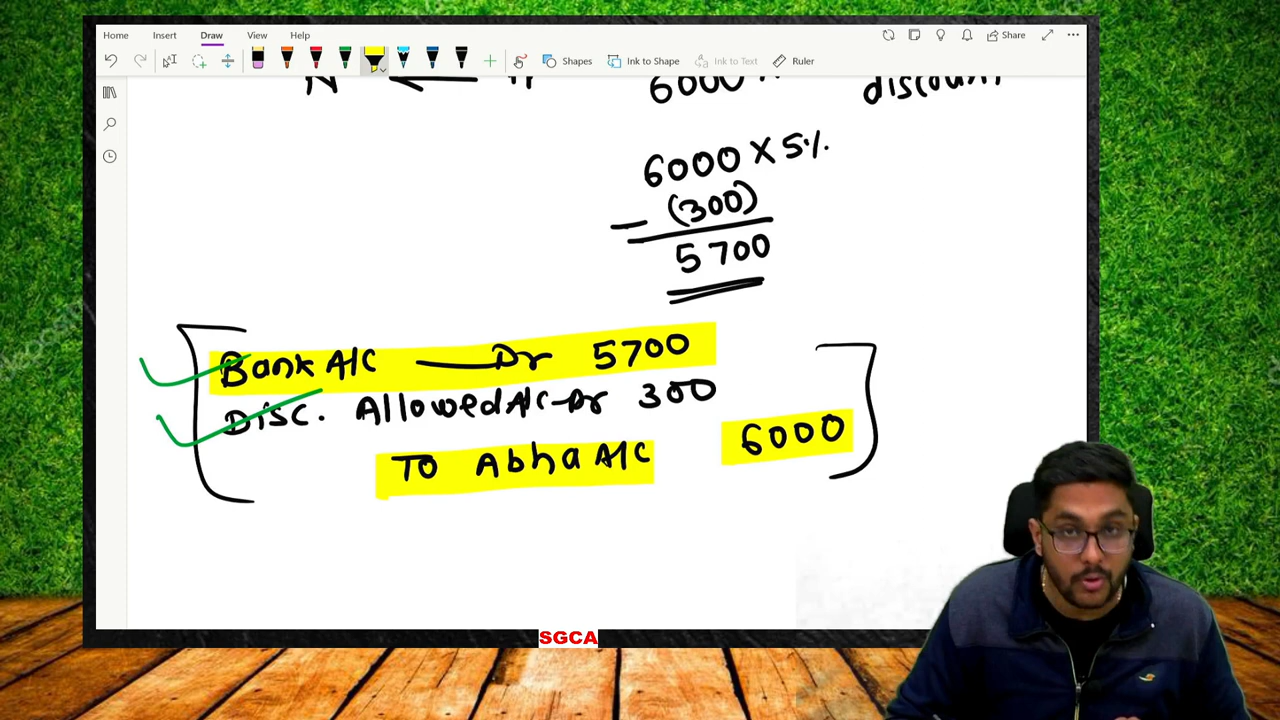 Home Insert Draw View Help
Share
Shapes Ink to Shape Ink to Text Ruler
6000
discount
6000 X 5%
- (300)
5700
Bank A/C — Dr 5700
Disc. Allowed A/C - Dr 300
To Abha A/C 6000
SGCA